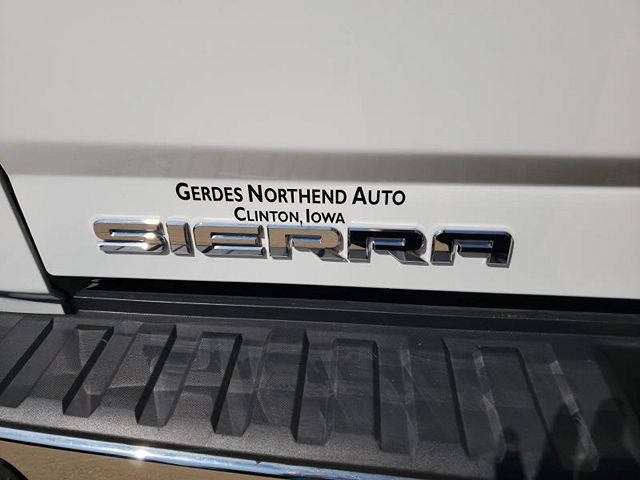 GERDES NORTHEND AUTO
CLINTON, IOWA
SIERRA